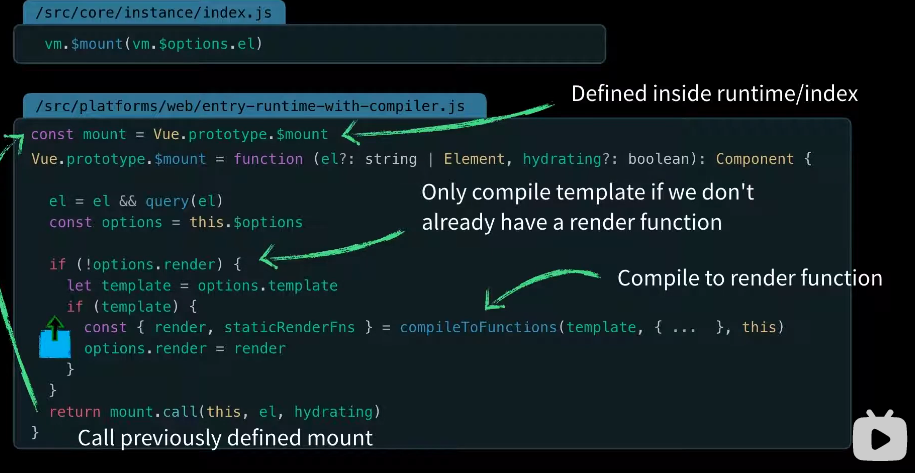 /src/core/instance/index.js
vm.$mount(vm.$options.el)
/src/platforms/web/entry-runtime-with-compiler.js
Defined inside runtime/index
const mount = Vue.prototype.$mount
Vue.prototype.$mount = function (el?: string | Element, hydrating?: boolean): Component {
Only compile template if we don't
already have a render function
el = el && query(el)
const options = this.$options
if (!options.render) {
Compile to render function
let template = options.template
if (template) {
const { render, staticRenderFns } = compileToFunctions(template, { ... }, this)
options.render = render
}
}
return mount.call(this, el, hydrating)
}
Call previously defined mount